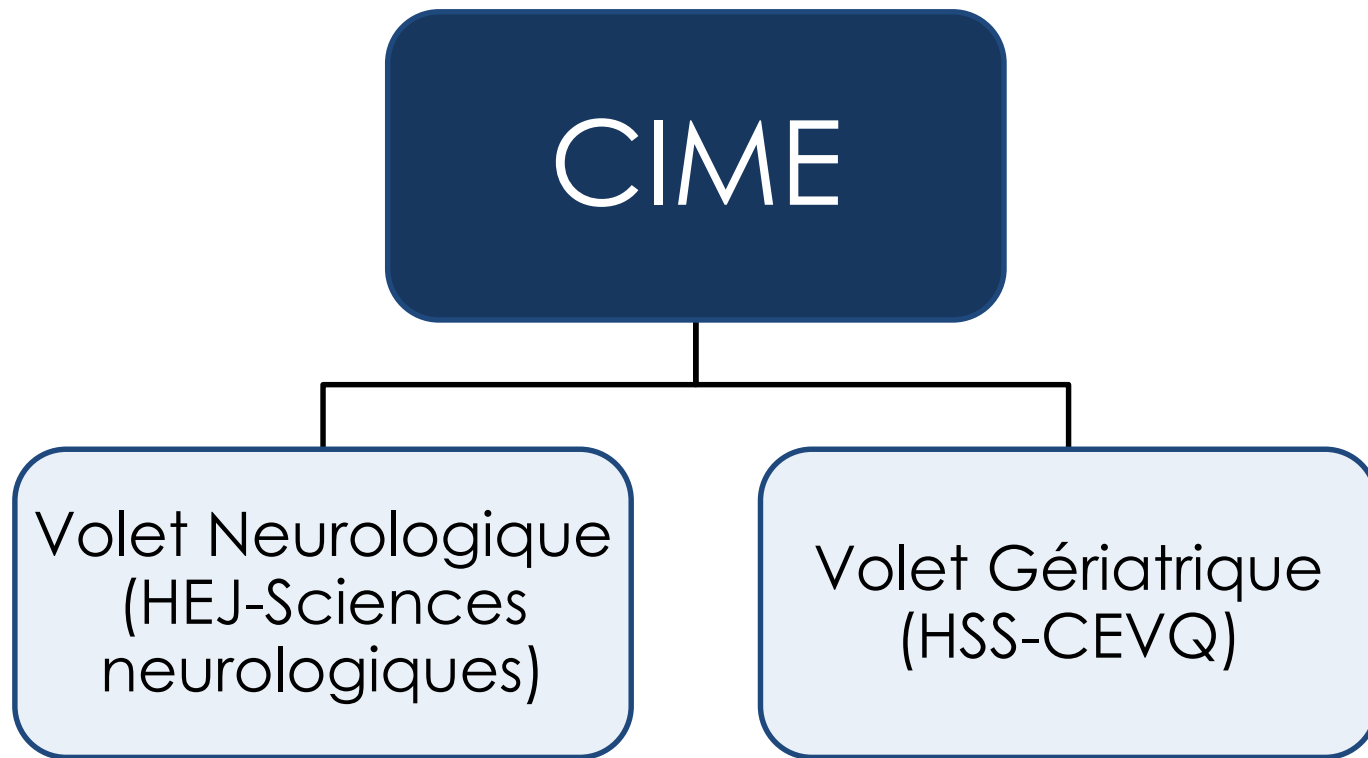 CIME
Volet Neurologique
(HEJ-Sciences
neurologiques)
Volet Gériatrique
(HSS-CEVQ)